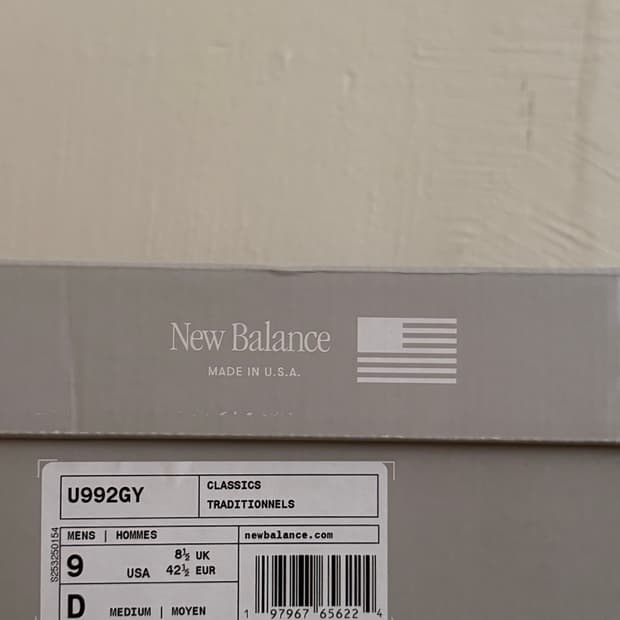 New Balance
MADE IN U.S.A.
U992GY
CLASSICS
TRADITIONNELS
S253250154
MENS | HOMMES
newbalance.com
9 USA 8½ UK
42½ EUR
D MEDIUM | MOYEN
1 97967 65622 4